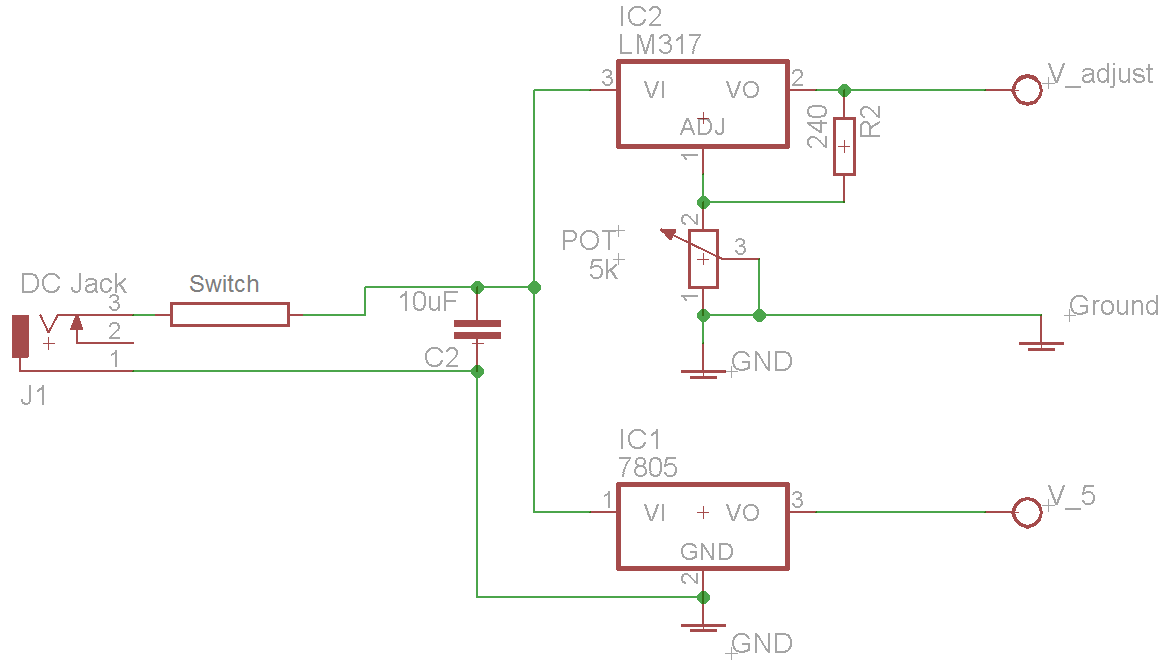 IC2
LM317
3
VI
VO
2
V_adjust
ADJ
1
240
R2
2
POT
3
5k
1
DC Jack
Switch
3
2
1
J1
10uF
C2
Ground
GND
IC1
7805
1
VI
VO
3
V_5
GND
2
GND